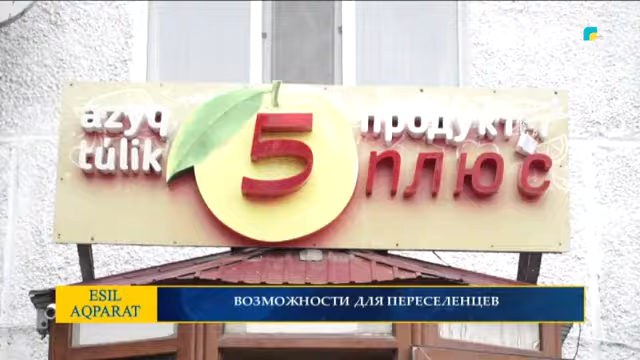 azyq
túlik
5
продукты
плюс
ESIL
AQPARAT
ВОЗМОЖНОСТИ ДЛЯ ПЕРЕСЕЛЕНЦЕВ